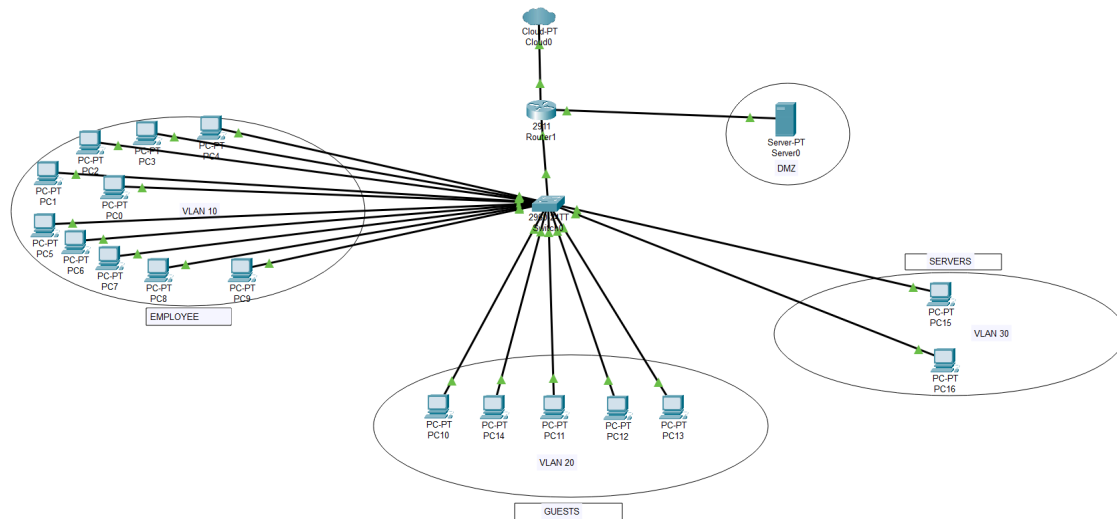 Cloud-PT
Cloud0
2911
Router1
Server-PT
Server0
DMZ
PC-PT
PC4
PC-PT
PC3
PC-PT
PC2
PC-PT
PC1
PC-PT
PC0
VLAN 10
PC-PT
PC5
PC-PT
PC6
PC-PT
PC7
PC-PT
PC8
PC-PT
PC9
EMPLOYEE
SERVERS
PC-PT
PC15
VLAN 30
PC-PT
PC16
PC-PT
PC10
PC-PT
PC14
PC-PT
PC11
PC-PT
PC12
PC-PT
PC13
VLAN 20
GUESTS